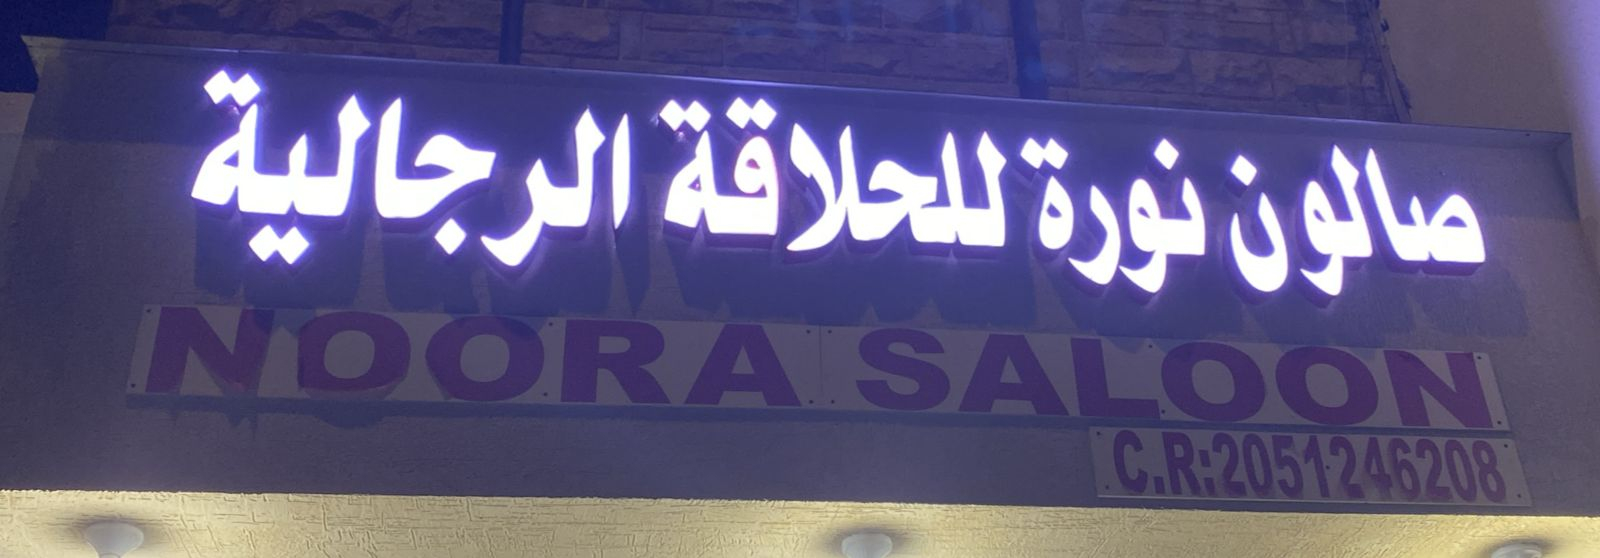 صالون نورة للحلاقة الرجالية
NOORA SALOON
C.R:2051246208